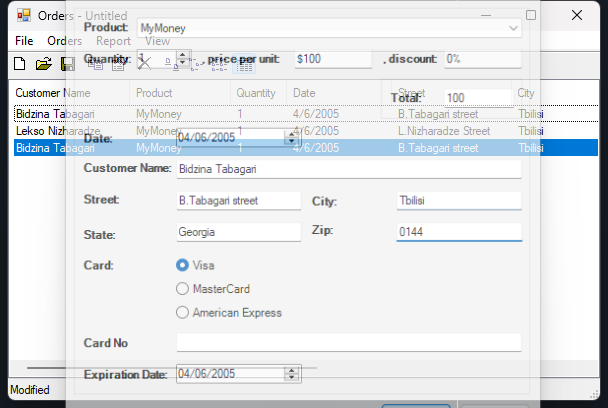 Orders - Untitled
File Orders Report View
Product: MyMoney
Quantity: 1 , price per unit: $100 , discount: 0%
Total: 100
Customer Name Product Quantity Date Street City
Bidzina Tabagari MyMoney 1 4/6/2005 B.Tabagari street Tbilisi
Lekso Nizharadze MyMoney 1 4/6/2005 L.Nizharadze Street Tbilisi
Bidzina Tabagari MyMoney 1 4/6/2005 B.Tabagari street Tbilisi
Date: 04/06/2005
Customer Name: Bidzina Tabagari
Street: B.Tabagari street City: Tbilisi
State: Georgia Zip: 0144
Card: Visa
MasterCard
American Express
Card No
Expiration Date: 04/06/2005
Modified